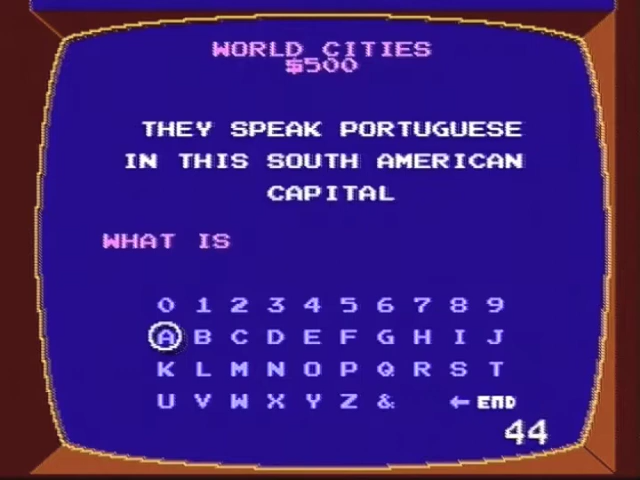 WORLD CITIES
$500
THEY SPEAK PORTUGUESE
IN THIS SOUTH AMERICAN
CAPITAL
WHAT IS
0 1 2 3 4 5 6 7 8 9
A B C D E F G H I J
K L M N O P Q R S T
U V W X Y Z & ← END
44